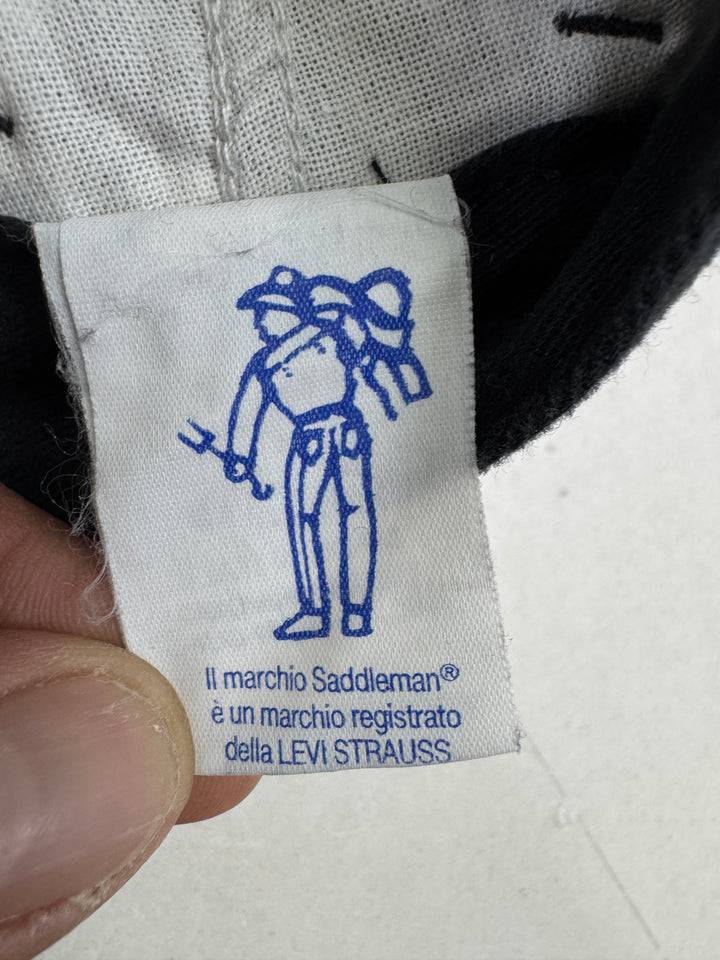 Il marchio Saddleman®
è un marchio registrato
della LEVI STRAUSS